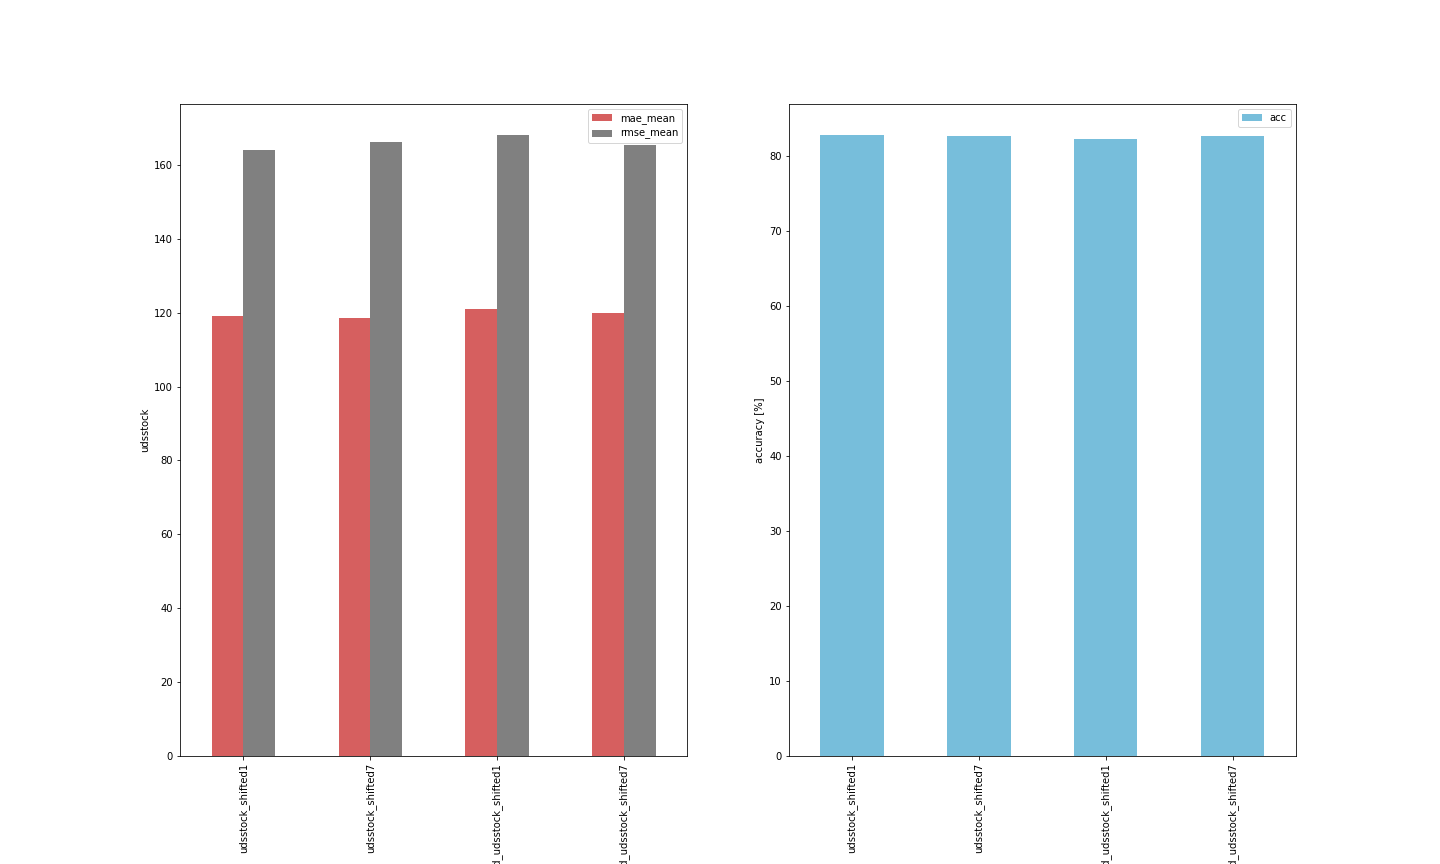 mae_mean
rmse_mean
160
140
120
100
80
60
40
20
0
udsstock
udsstock_shifted1
udsstock_shifted7
d_udsstock_shifted1
d_udsstock_shifted7
acc
80
70
60
50
40
30
20
10
0
accuracy [%]
udsstock_shifted1
udsstock_shifted7
d_udsstock_shifted1
d_udsstock_shifted7